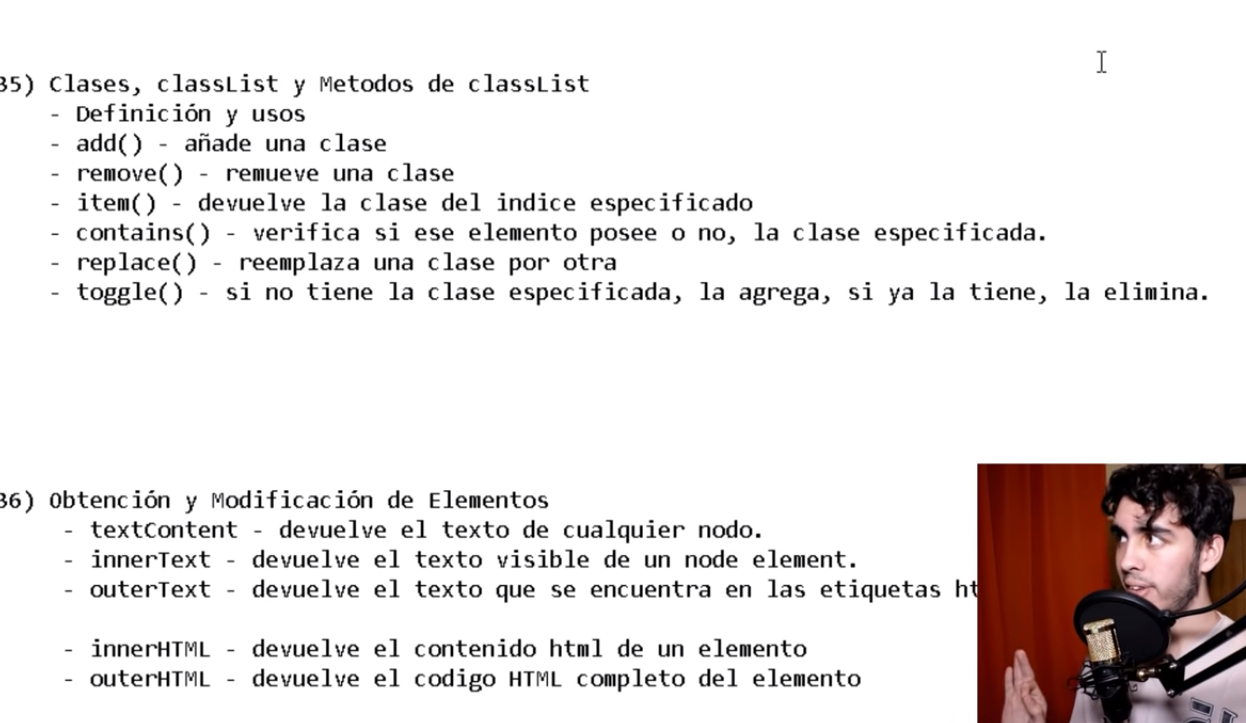 35) Clases, classList y Metodos de classList
- Definición y usos
- add() - añade una clase
- remove() - remueve una clase
- item() - devuelve la clase del indice especificado
- contains() - verifica si ese elemento posee o no, la clase especificada.
- replace() - reemplaza una clase por otra
- toggle() - si no tiene la clase especificada, la agrega, si ya la tiene, la elimina.
36) Obtención y Modificación de Elementos
- textContent - devuelve el texto de cualquier nodo.
- innerText - devuelve el texto visible de un node element.
- outerText - devuelve el texto que se encuentra en las etiquetas ht
- innerHTML - devuelve el contenido html de un elemento
- outerHTML - devuelve el codigo HTML completo del elemento